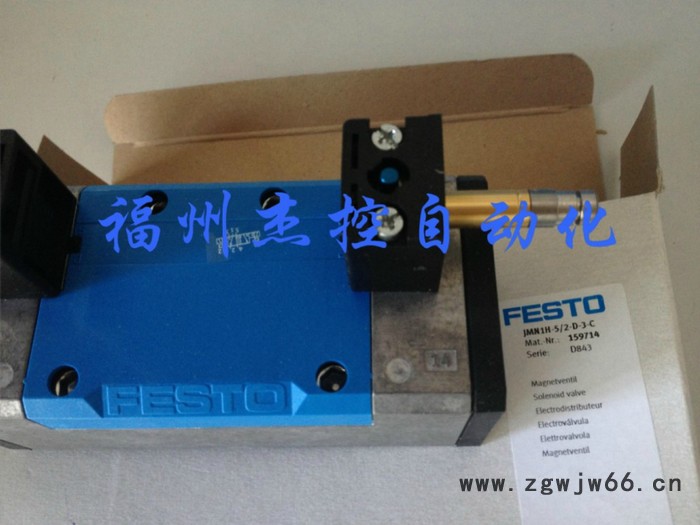 福州杰控自动化
FESTO
JMN1H-5/2-D-3-C
Mat.-Nr.: 159714
Serie: D843
Magnetventil
Solenoid valve
Electrodistributeur
Electroválvula
Elettrovalvola
Magnetventil
14
FESTO
www.zgwjw66.cn